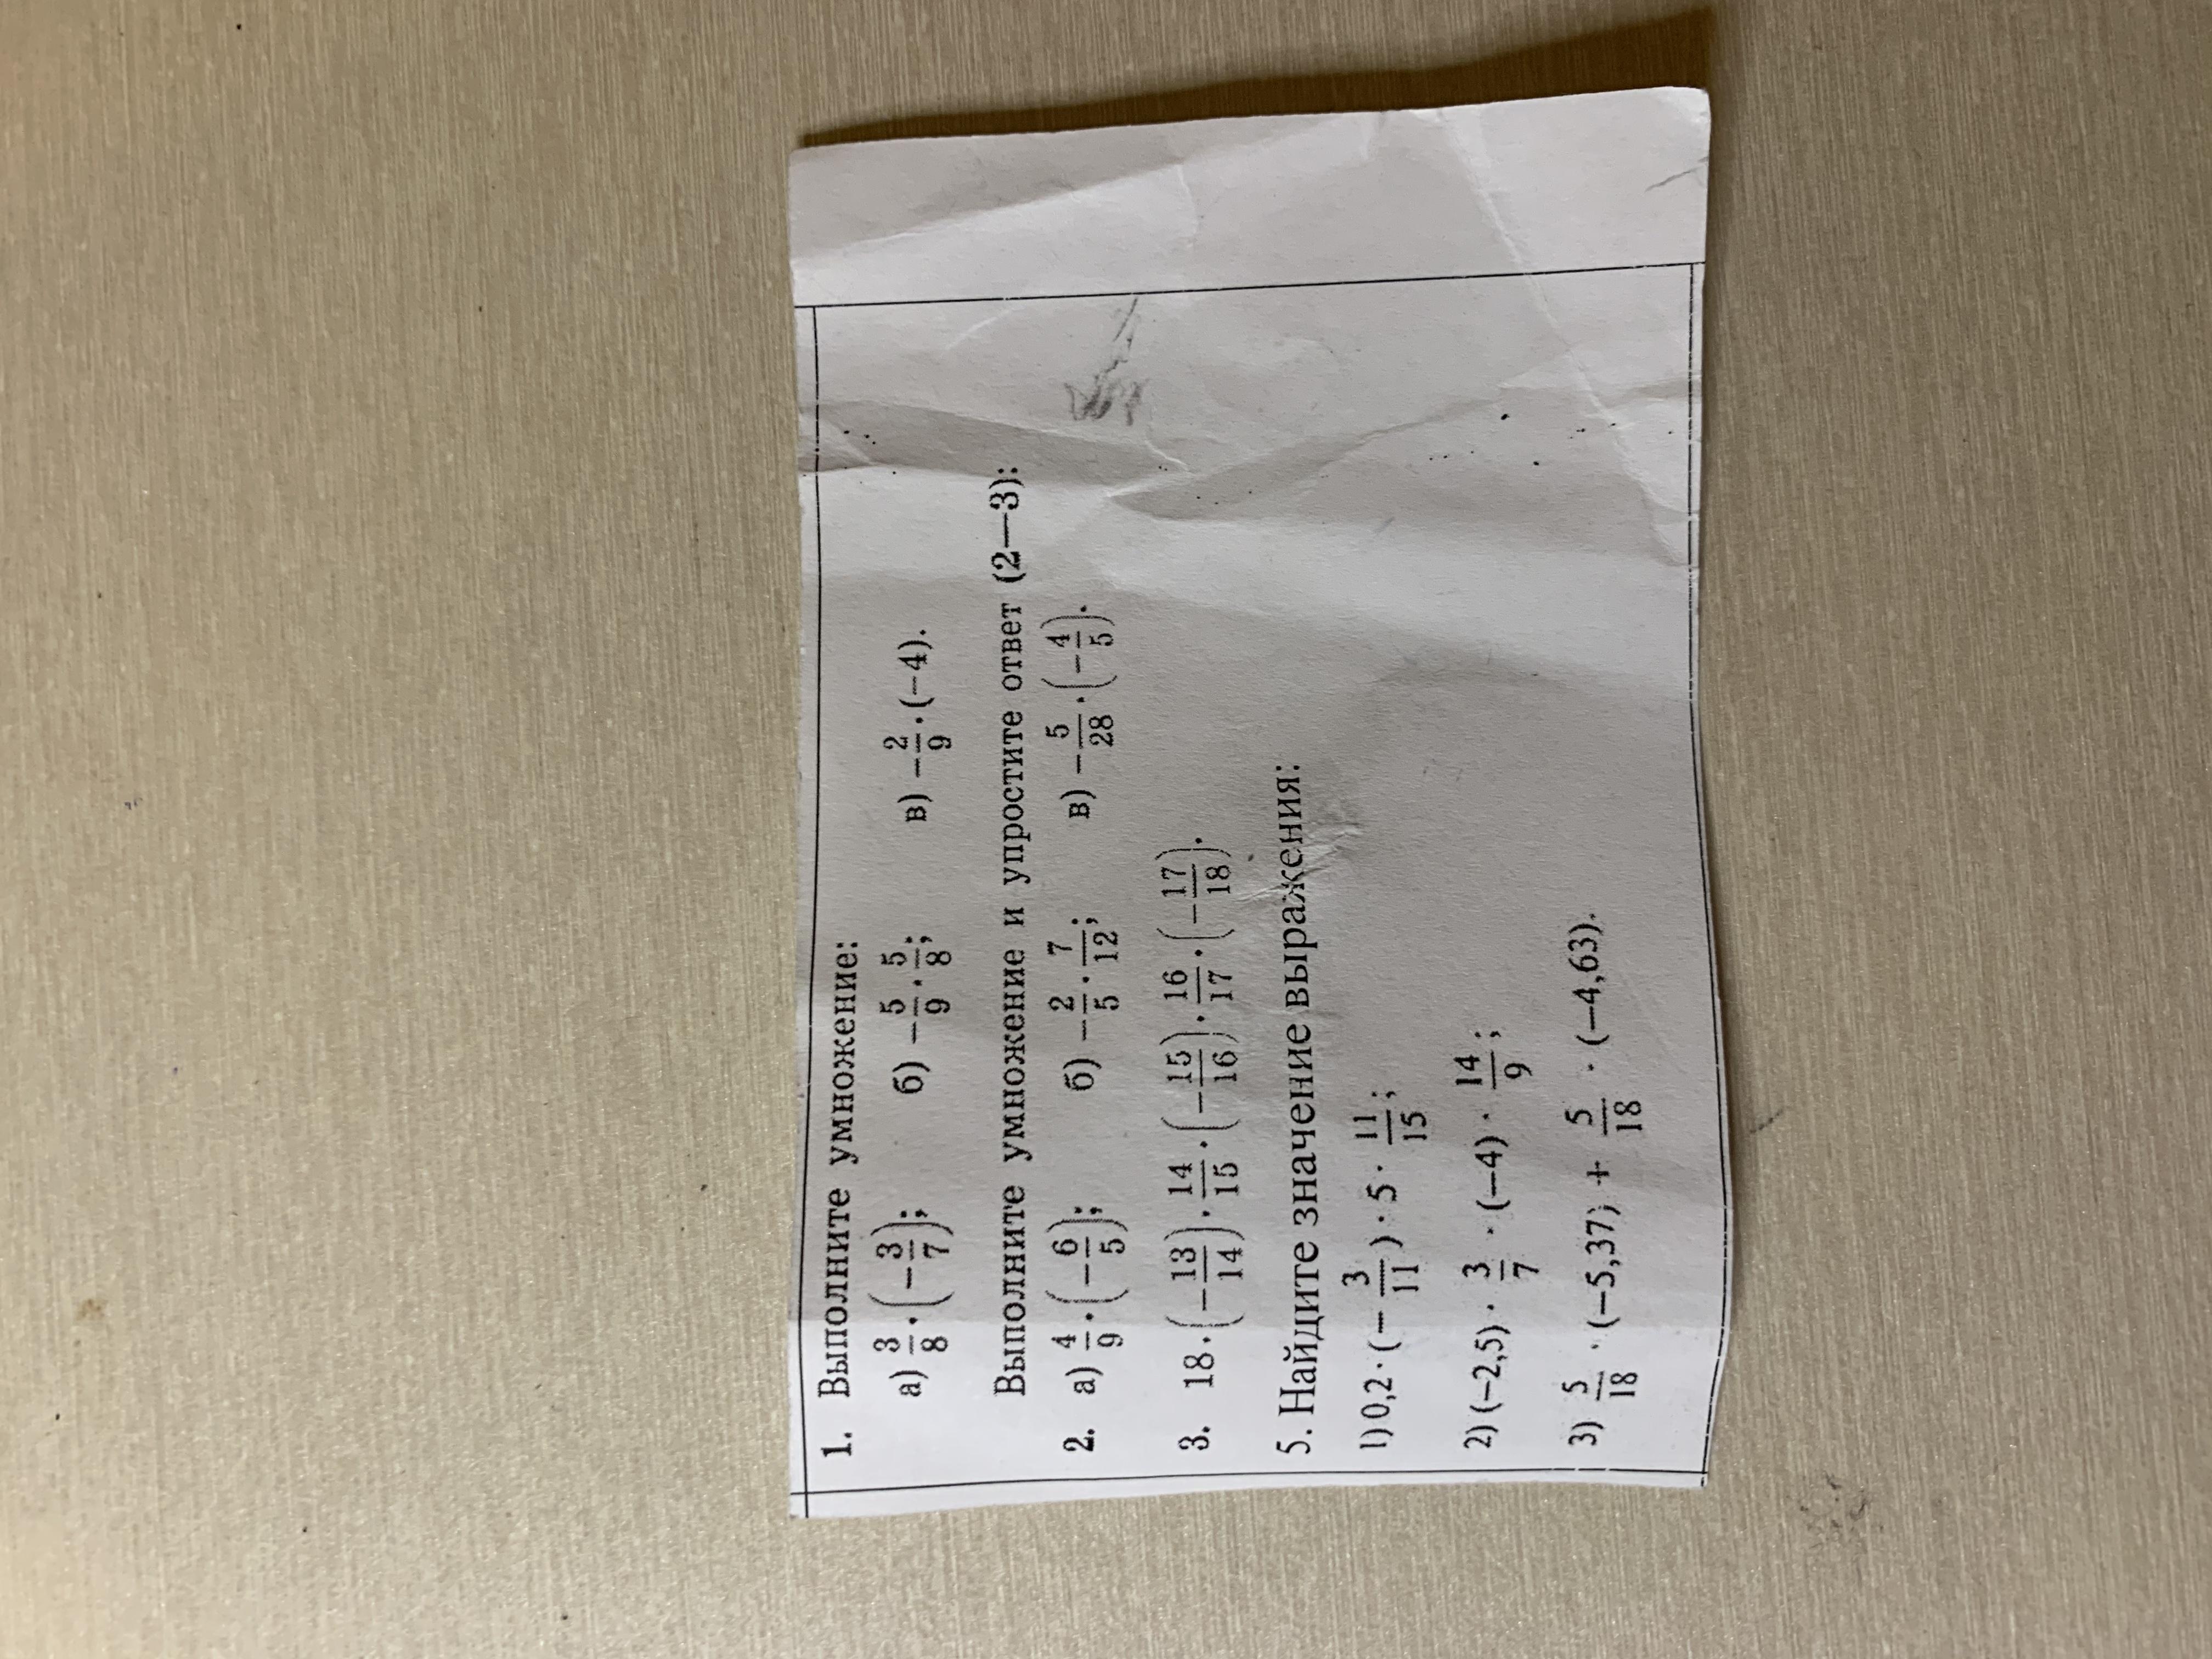 1. Выполните умножение:
а) 3/8 · (−3/7); б) −5/9 · 5/8; в) −2/9 · (−4).
Выполните умножение и упростите ответ (2—3):
2. а) 4/9 · (−6/5); б) −2/5 · 7/12; в) −5/28 · (−4/5).
3. 18 · (−13/14) · 14/15 · (−15/16) · 16/17 · (−17/18).
5. Найдите значение выражения:
1) 0,2 · (−3/11) · 5 · 11/15;
2) (−2,5) · 3/7 · (−4) · 14/9;
3) 5/18 · (−5,37) + 5/18 · (−4,63).